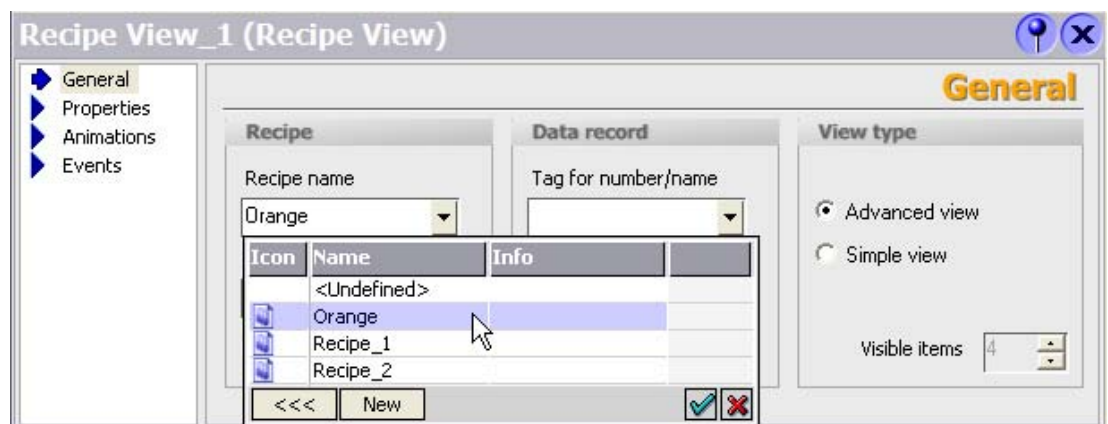 Recipe View_1 (Recipe View)
General
Properties
Animations
Events
General
Recipe
Recipe name
Orange
Data record
Tag for number/name
View type
Advanced view
Simple view
Visible items 4
Icon Name Info
<Undefined>
Orange
Recipe_1
Recipe_2
<<< New